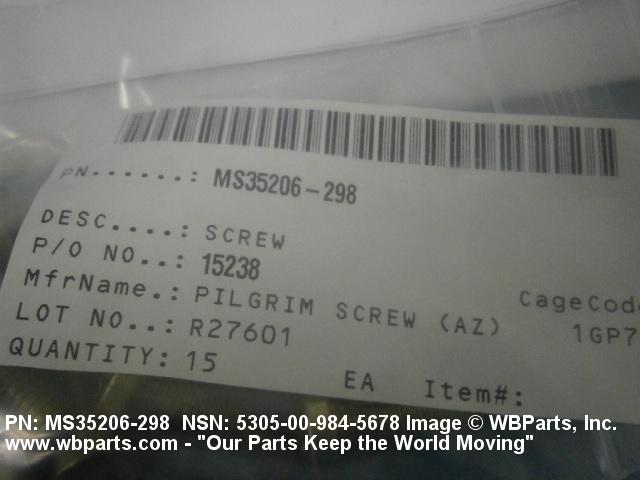 PN......: MS35206-298
DESC....: SCREW
P/O NO..: 15238
MfrName.: PILGRIM SCREW (AZ) CageCod
LOT NO..: R27601 1GP7
QUANTITY: 15 EA Item#:
PN: MS35206-298 NSN: 5305-00-984-5678 Image © WBParts, Inc.
www.wbparts.com - "Our Parts Keep the World Moving"